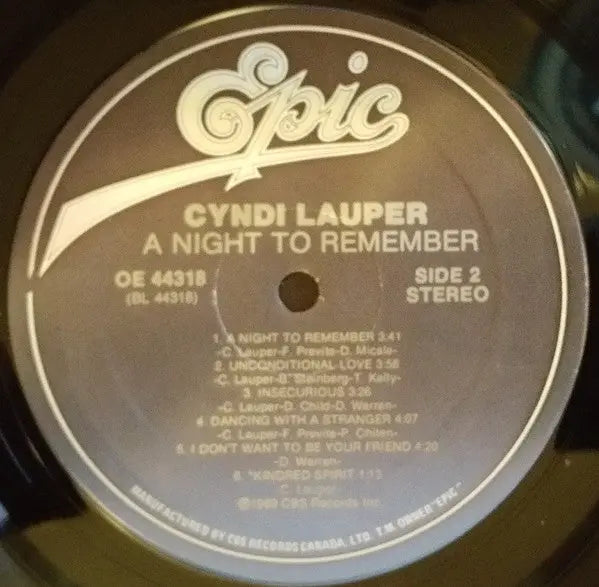 Epic
CYNDI LAUPER
A NIGHT TO REMEMBER
OE 44318
(BL 44318)
SIDE 2
STEREO
1. A NIGHT TO REMEMBER 3:41
-C. Lauper-F. Previte-D. Micale-
2. UNCONDITIONAL LOVE 3:56
-C. Lauper-B. Steinberg-T. Kelly-
3. INSECURIOUS 3:26
-C. Lauper-D. Child-D. Warren-
4. DANCING WITH A STRANGER 4:07
-C. Lauper-F. Previte-P. Chiten-
5. I DON'T WANT TO BE YOUR FRIEND 4:20
-D. Warren-
6. *KINDRED SPIRIT 1:13
C. Lauper
℗1989 CBS Records Inc.
MANUFACTURED BY CBS RECORDS CANADA, LTD. T.M. OWNER "EPIC"